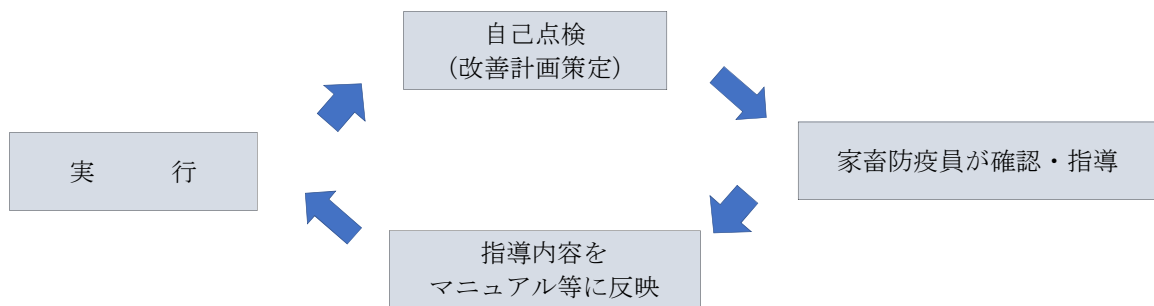 自己点検
(改善計画策定)
家畜防疫員が確認・指導
指導内容を
マニュアル等に反映
実　　行